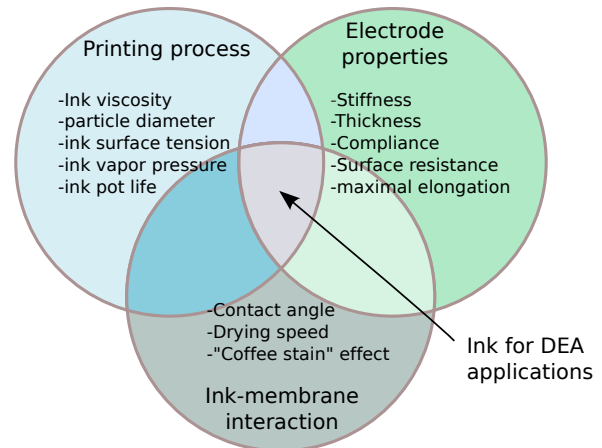 Printing process
-Ink viscosity
-particle diameter
-ink surface tension
-ink vapor pressure
-ink pot life
Electrode
properties
-Stiffness
-Thickness
-Compliance
-Surface resistance
-maximal elongation
-Contact angle
-Drying speed
-"Coffee stain" effect
Ink-membrane
interaction
Ink for DEA
applications